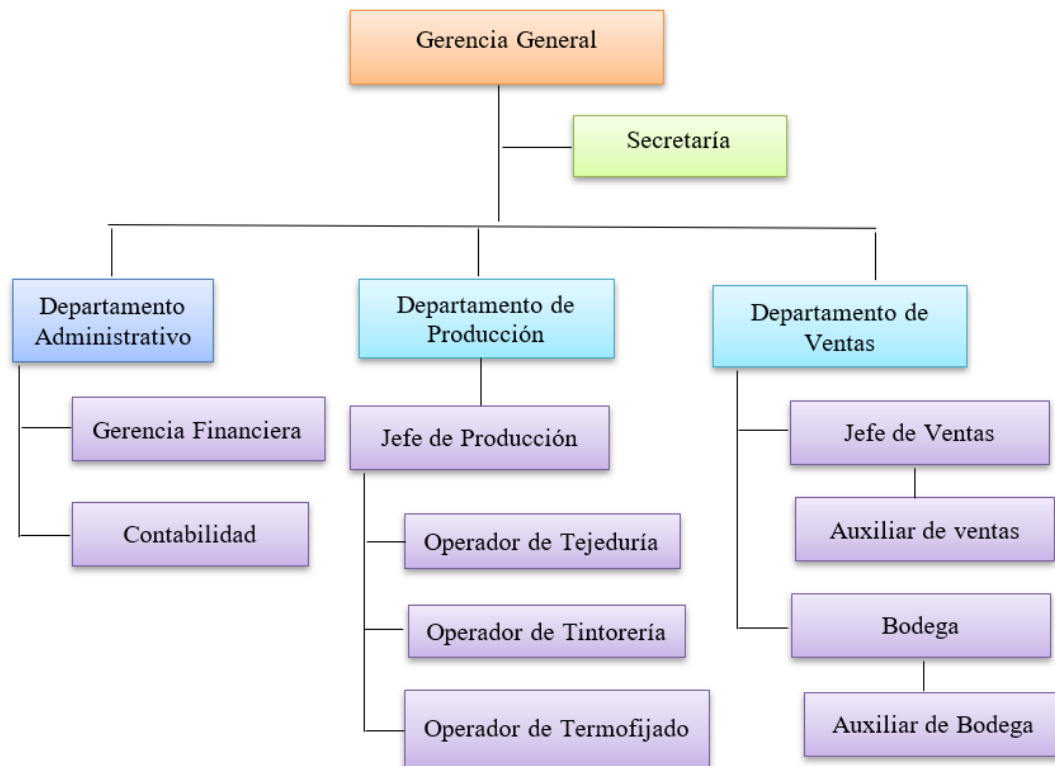 Gerencia General
Secretaría
Departamento
Administrativo
Gerencia Financiera
Contabilidad
Departamento de
Producción
Jefe de Producción
Operador de Tejeduría
Operador de Tintorería
Operador de Termofijado
Departamento de
Ventas
Jefe de Ventas
Auxiliar de ventas
Bodega
Auxiliar de Bodega